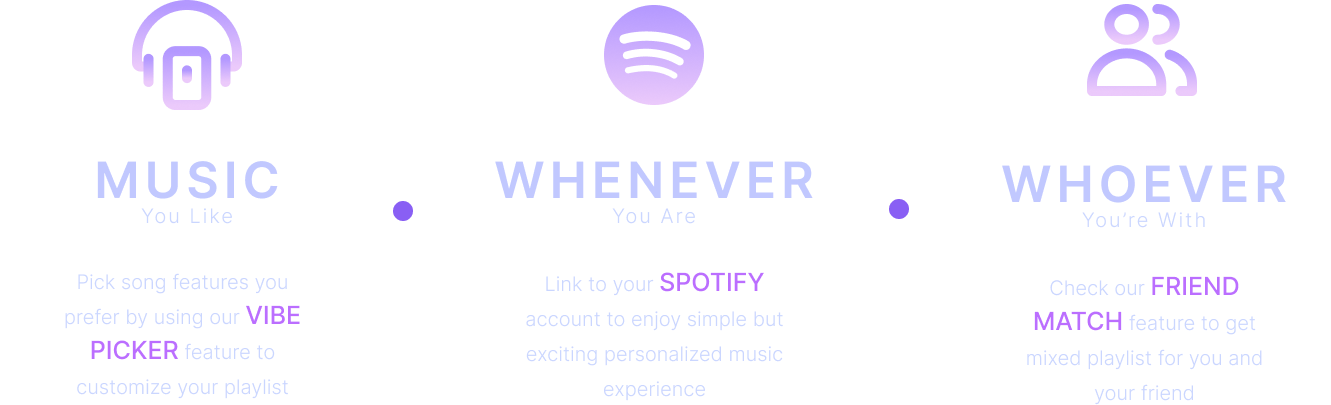 MUSIC
You Like
Pick song features you
prefer by using our VIBE
PICKER feature to
customize your playlist
WHENEVER
You Are
Link to your SPOTIFY
account to enjoy simple but
exciting personalized music
experience
WHOEVER
You’re With
Check our FRIEND
MATCH feature to get
mixed playlist for you and
your friend